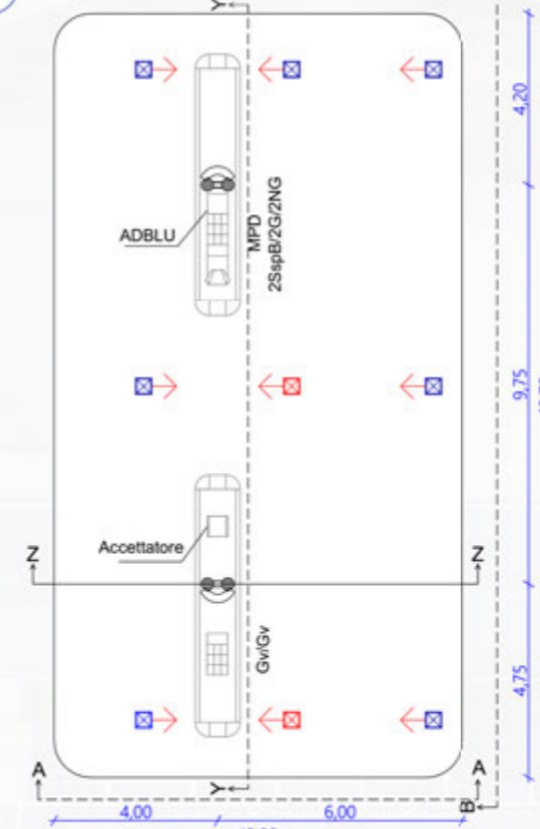 Y
4,20
ADBLU
MPD
2SspB/2G/2NG
9,75
Accettatore
Z
Z
Gv/Gv
4,75
A
A
Y
B
4,00
6,00